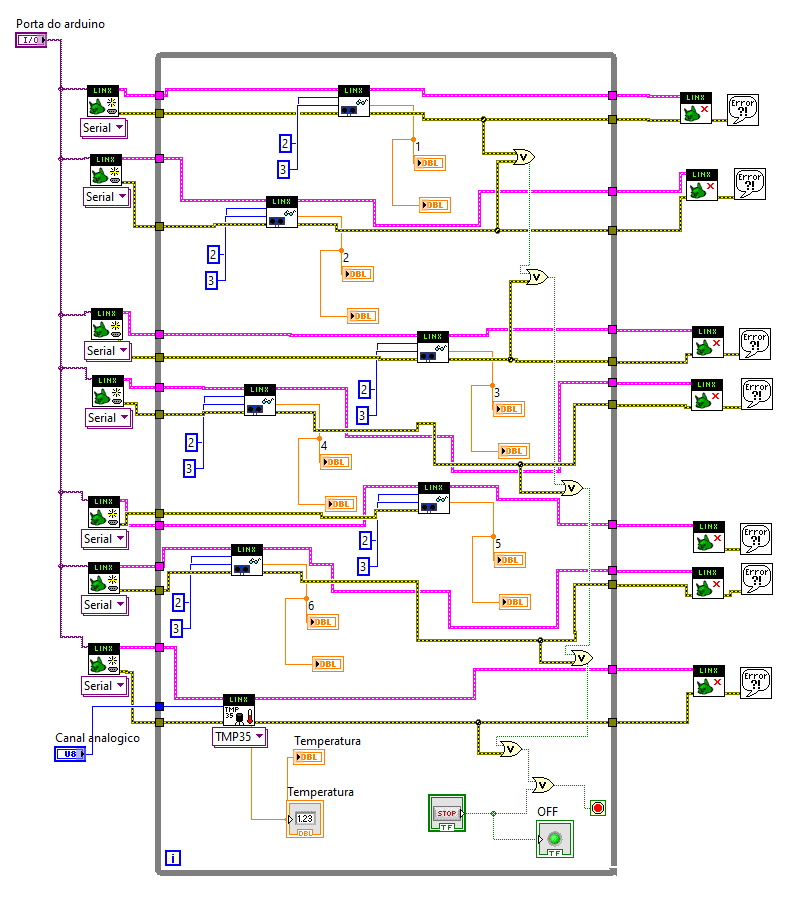 Porta do arduino
I/O
LINX
Serial
LINX
LINX
Error
?!
2
3
1
DBL
DBL
LINX
Serial
LINX
LINX
Error
?!
2
3
2
DBL
DBL
LINX
Serial
LINX
LINX
Error
?!
2
3
3
DBL
DBL
LINX
Serial
LINX
LINX
Error
?!
2
3
4
DBL
DBL
LINX
Serial
LINX
LINX
Error
?!
2
3
5
DBL
DBL
LINX
Serial
LINX
LINX
Error
?!
2
3
6
DBL
DBL
LINX
Serial
LINX
TMP
35
TMP35
LINX
Error
?!
Canal analogico
U8
Temperatura
DBL
Temperatura
1.23
DBL
STOP
TF
OFF
TF
i